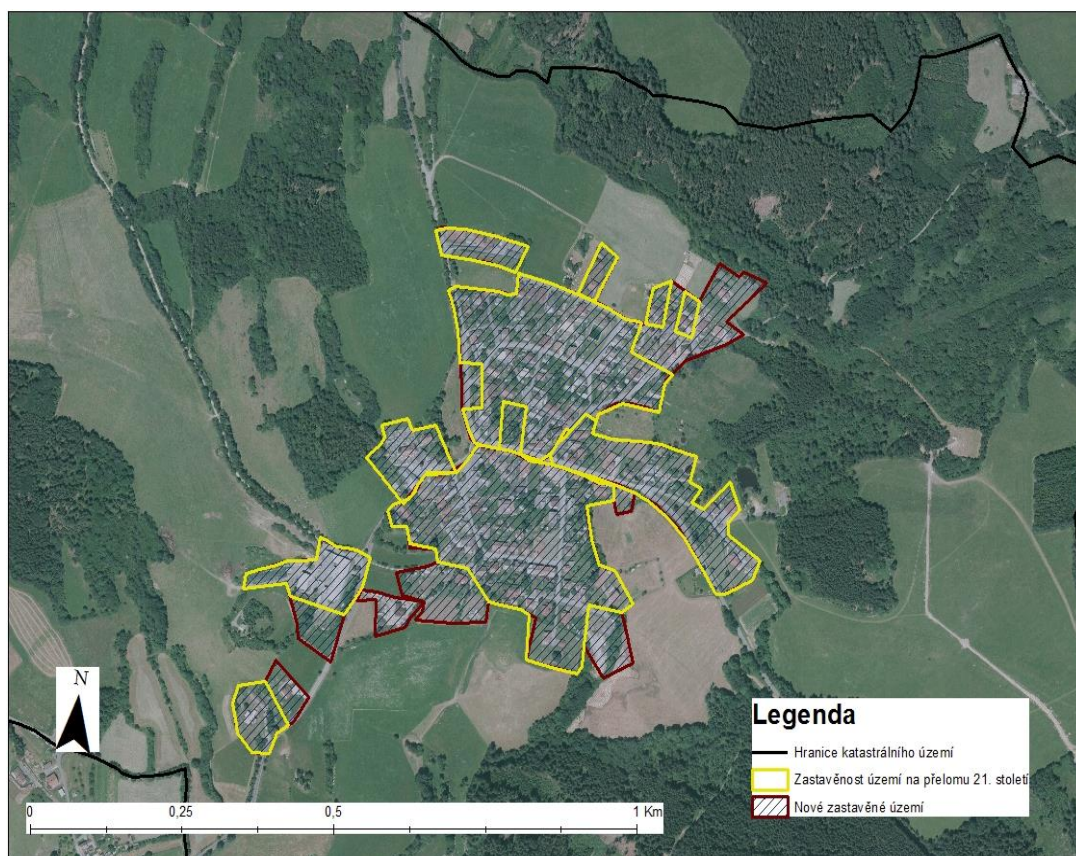 N
Legenda
Hranice katastrálního území
Zastavěnost území na přelomu 21. století
Nové zastavěné území
0 0,25 0,5 1 Km